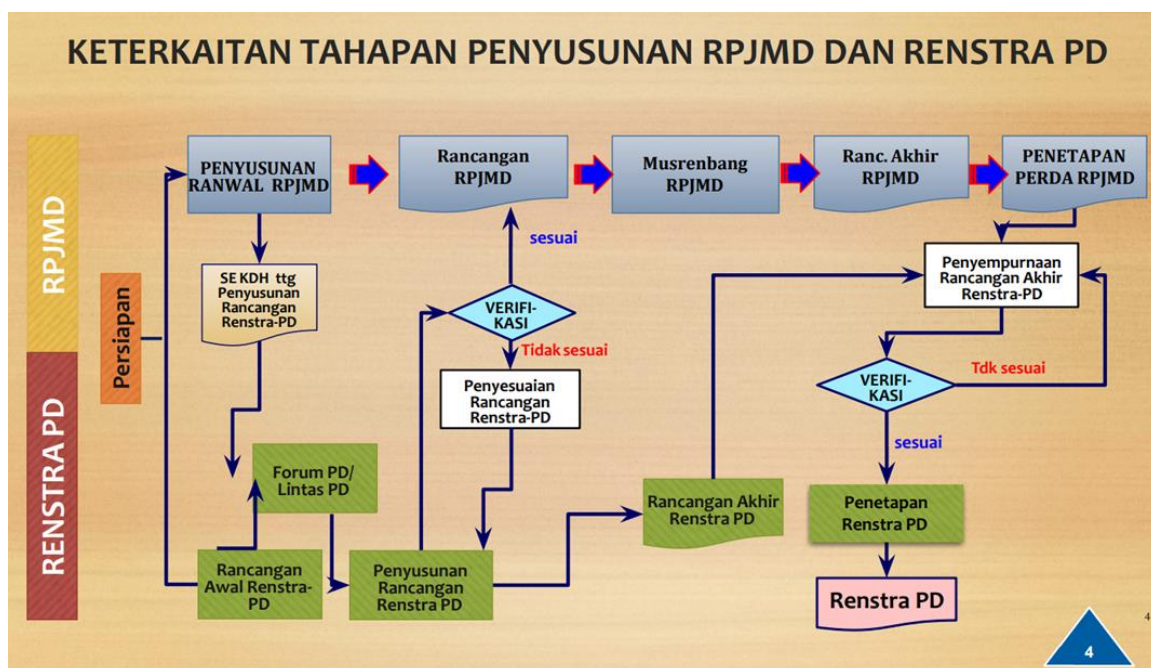 KETERKAITAN TAHAPAN PENYUSUNAN RPJMD DAN RENSTRA PD
RPJMD
RENSTRA PD
Persiapan
PENYUSUNAN
RANWAL RPJMD
Rancangan
RPJMD
Musrenbang
RPJMD
Ranc. Akhir
RPJMD
PENETAPAN
PERDA RPJMD
sesuai
SE KDH ttg
Penyusunan
Rancangan
Renstra-PD
VERIFI-
KASI
Tidak sesuai
Penyesuaian
Rancangan
Renstra-PD
Penyempurnaan
Rancangan Akhir
Renstra-PD
VERIFI-
KASI
Tdk sesuai
sesuai
Forum PD/
Lintas PD
Rancangan
Awal Renstra-
PD
Penyusunan
Rancangan
Renstra PD
Rancangan Akhir
Renstra PD
Penetapan
Renstra PD
Renstra PD
4
4